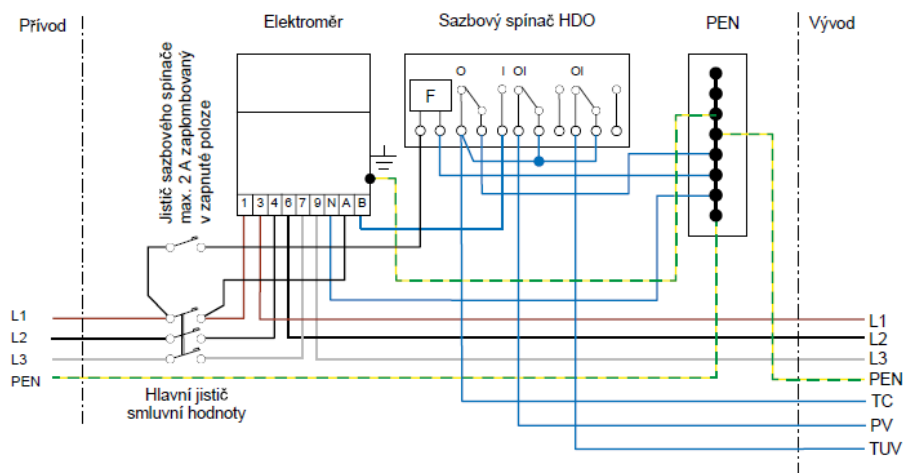 Přívod
Elektroměr
Sazbový spínač HDO
PEN
Vývod
Jistič sazbového spínače
max. 2 A zaplombovaný
v zapnuté poloze
F
O
I
OI
OI
1 3 4 6 7 9 N A B
L1
L2
L3
PEN
Hlavní jistič
smluvní hodnoty
L1
L2
L3
PEN
TC
PV
TUV